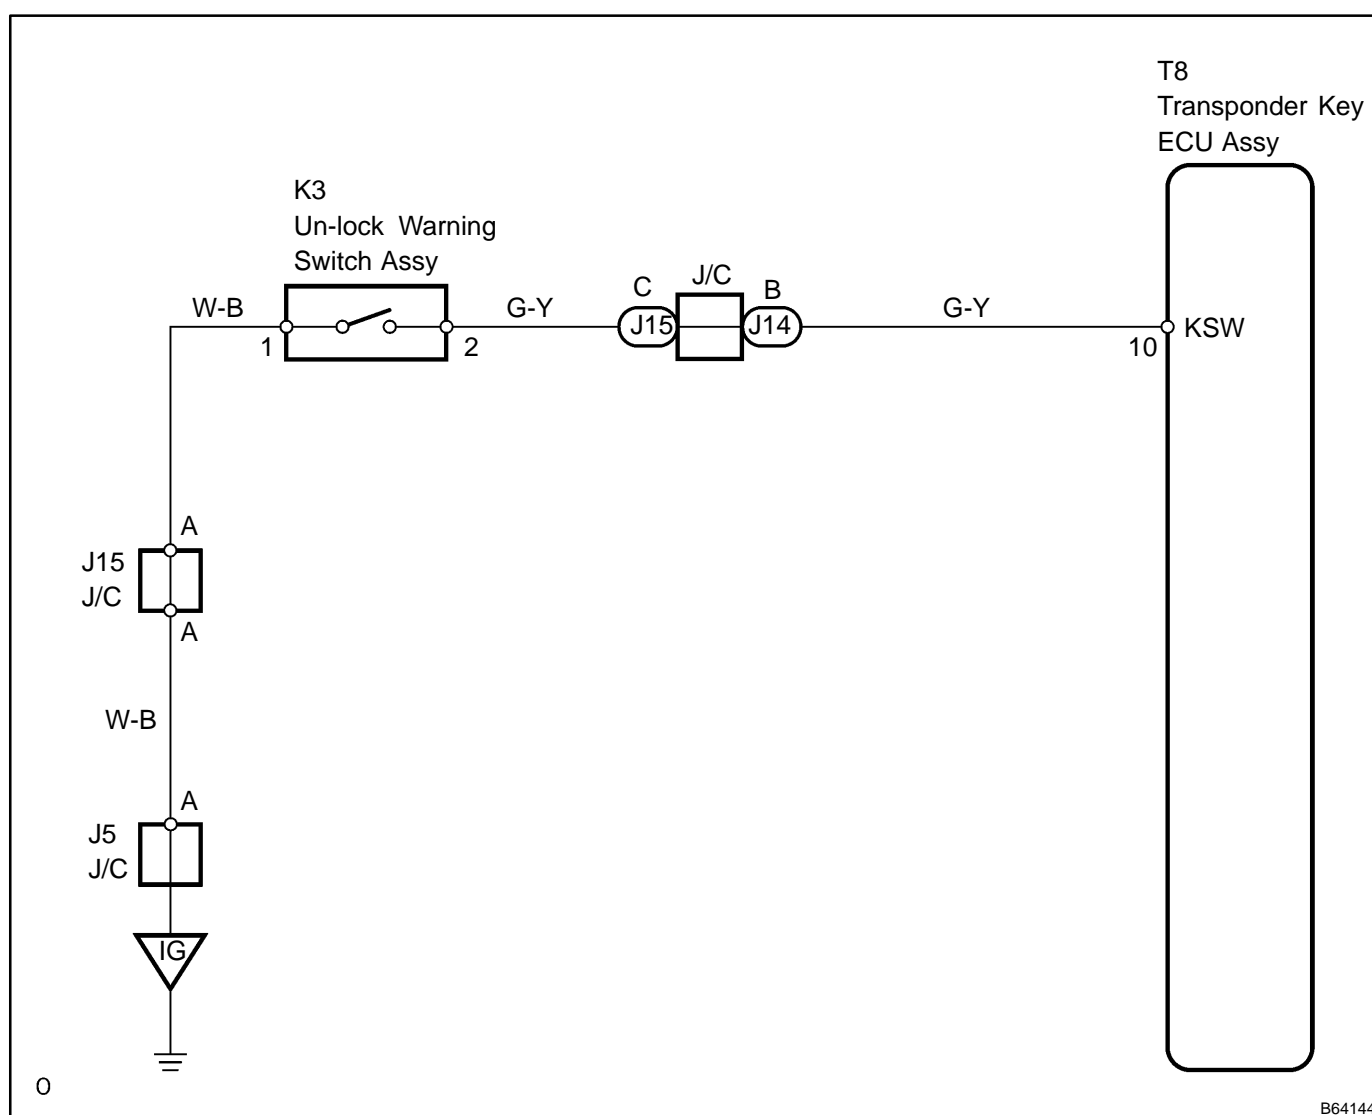 T8
Transponder Key
ECU Assy
K3
Un-lock Warning
Switch Assy
W-B
G-Y
C
J/C
B
G-Y
J15
J14
KSW
1
2
10
A
J15
J/C
A
W-B
A
J5
J/C
IG
O
B64144